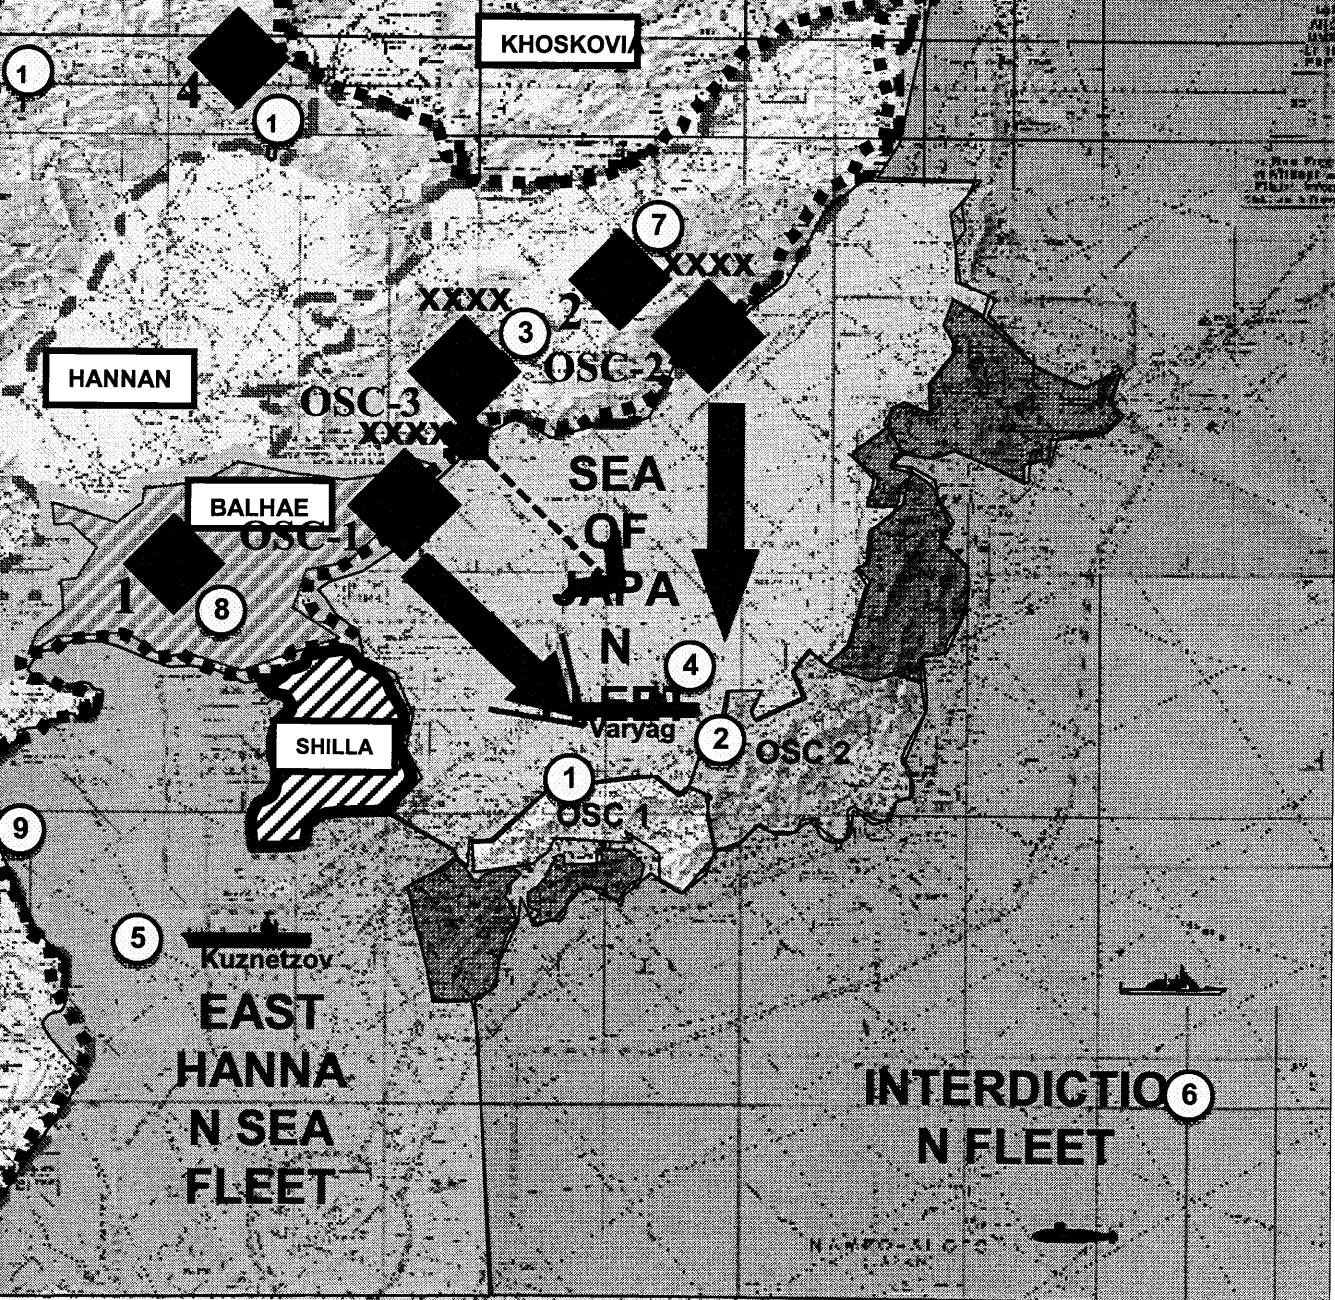 KHOSKOVIA
1
4
1
7
XXXX
XXXX
3
2
HANNAN
OSC-2
OSC-3
XXXX
SEA
OF
JAPA
N
BALHAE
OSC-1
1
8
4
Varyag
SHILLA
2
OSC 2
1
OSC 1
9
5
Kuznetzov
EAST
HANNA
N SEA
FLEET
INTERDICTIO
N FLEET
6